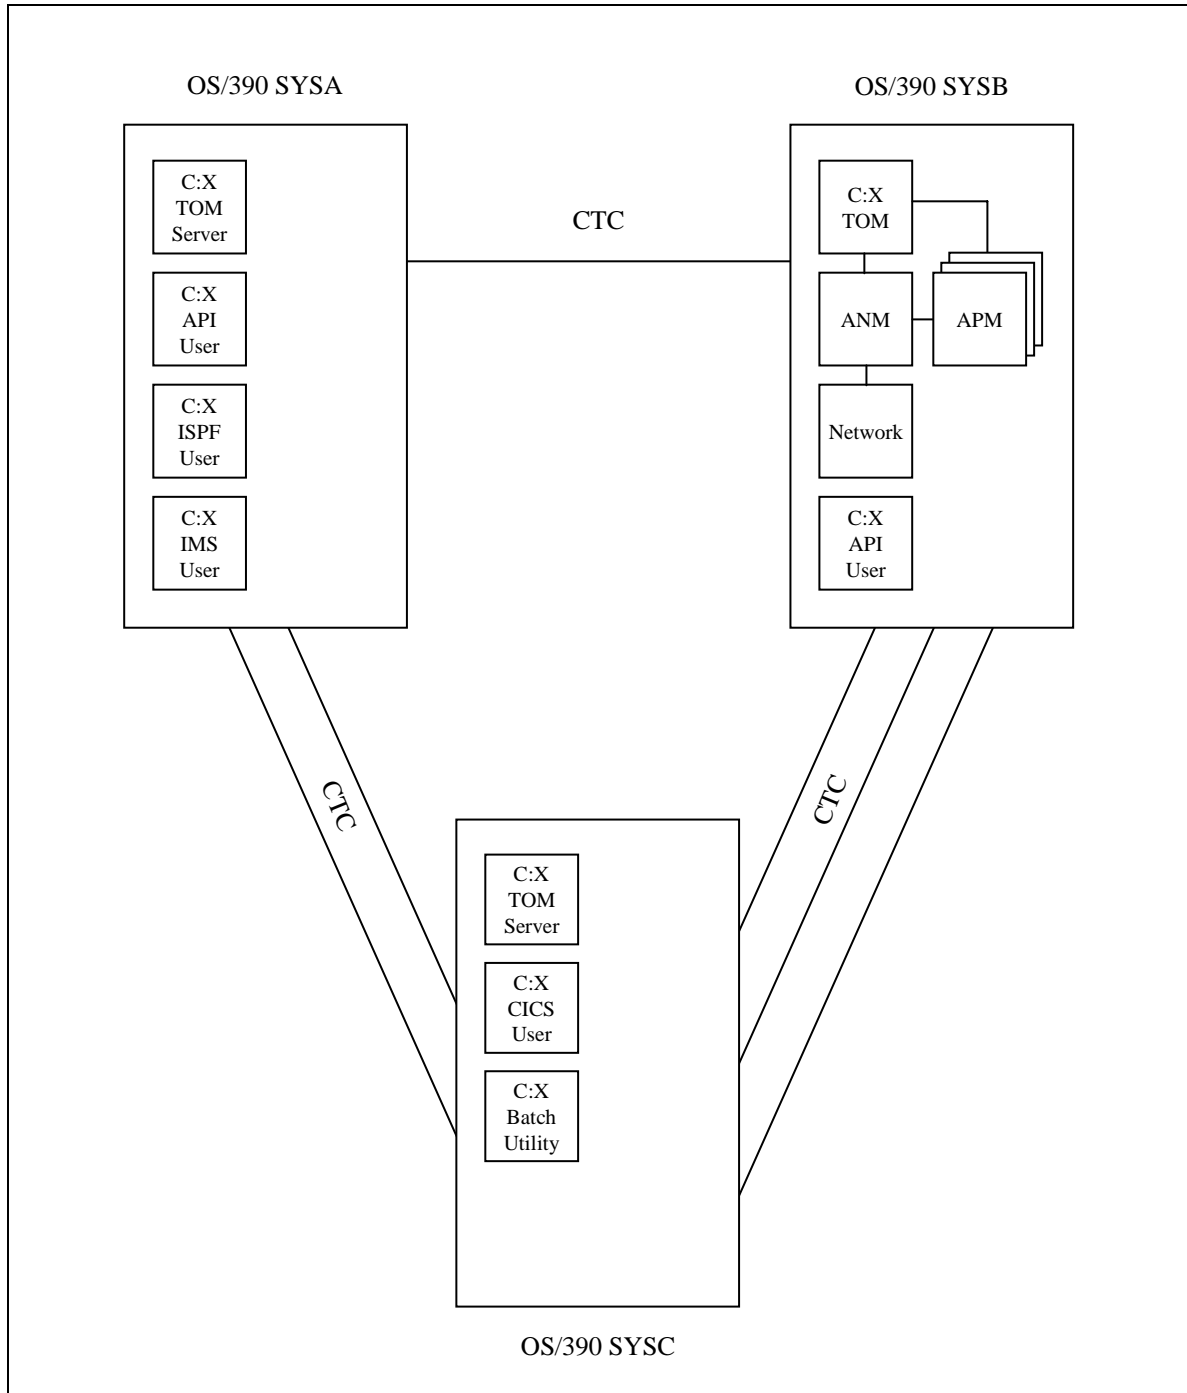 OS/390 SYSA
C:X
TOM
Server
C:X
API
User
C:X
ISPF
User
C:X
IMS
User
CTC
OS/390 SYSB
C:X
TOM
ANM
APM
Network
C:X
API
User
CTC
CTC
C:X
TOM
Server
C:X
CICS
User
C:X
Batch
Utility
OS/390 SYSC